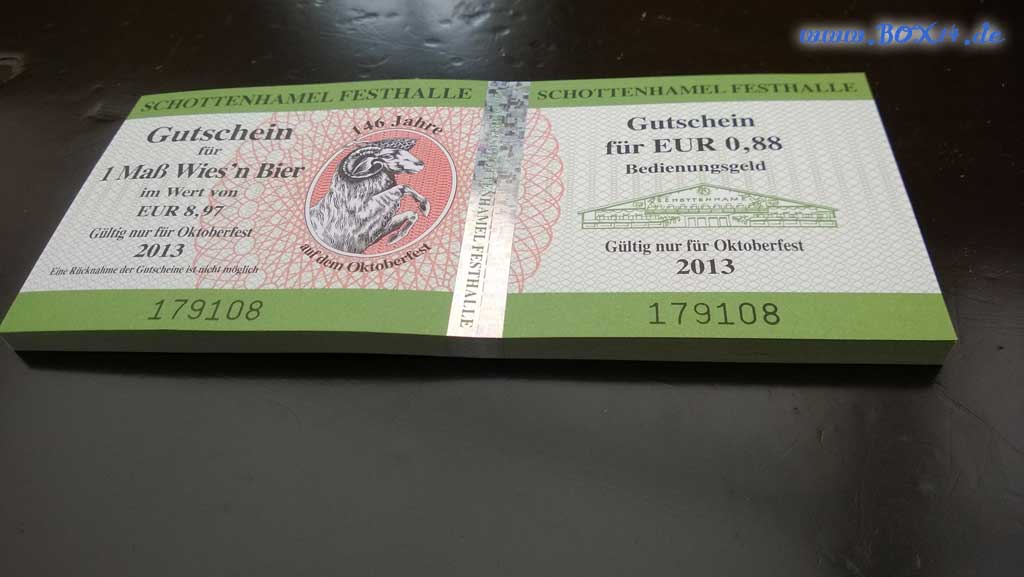 www.BOX14.de
SCHOTTENHAMEL FESTHALLE
Gutschein
für
1 Maß Wies'n Bier
im Wert von
EUR 8,97
Gültig nur für Oktoberfest
2013
Eine Rücknahme der Gutscheine ist nicht möglich
179108
146 Jahre
auf dem Oktoberfest
FESTHALLE
SCHOTTENHAMEL FESTHALLE
Gutschein
für EUR 0,88
Bedienungsgeld
SCHOTTENHAMEL
Gültig nur für Oktoberfest
2013
179108